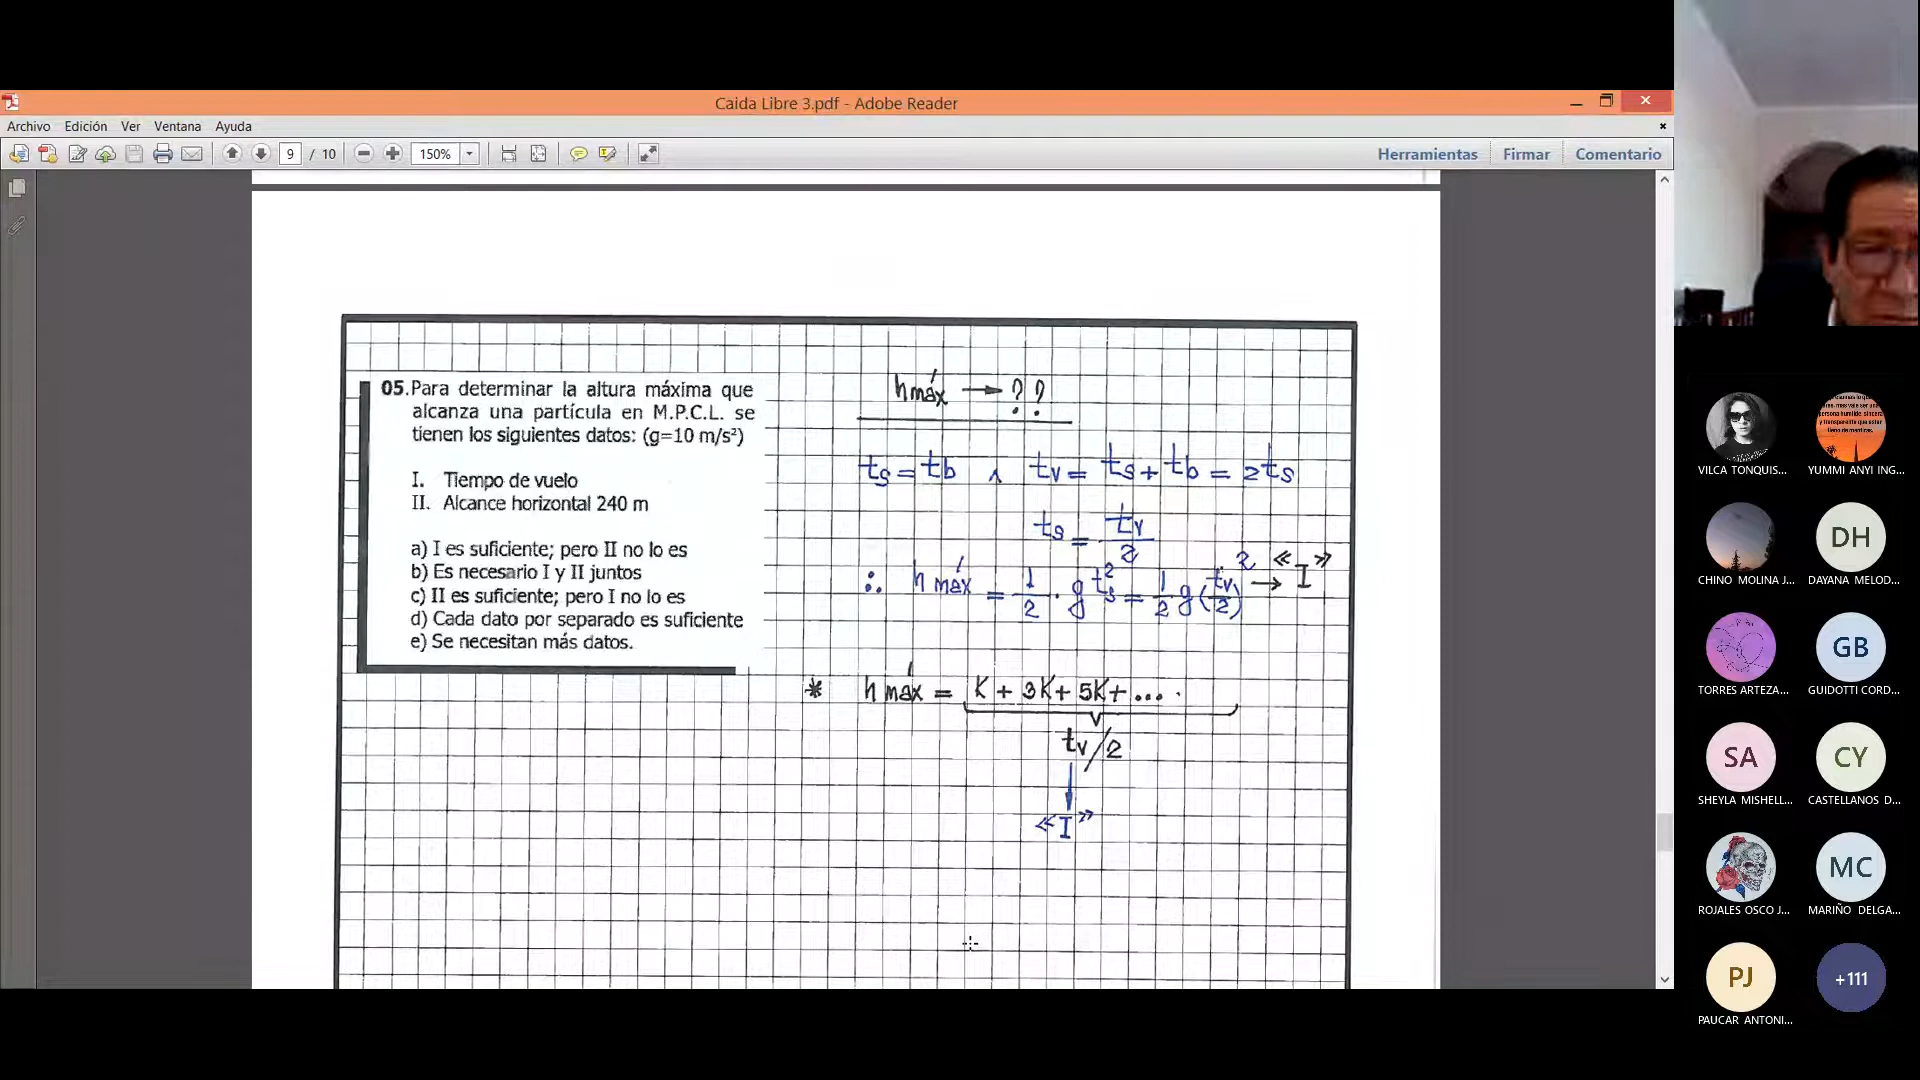 Caida Libre 3.pdf - Adobe Reader
Archivo Edición Ver Ventana Ayuda
9 / 10 150% Herramientas Firmar Comentario
05.Para determinar la altura máxima que
alcanza una partícula en M.P.C.L. se
tienen los siguientes datos: (g=10 m/s²)
I. Tiempo de vuelo
II. Alcance horizontal 240 m
a) I es suficiente; pero II no lo es
b) Es necesario I y II juntos
c) II es suficiente; pero I no lo es
d) Cada dato por separado es suficiente
e) Se necesitan más datos.
hmáx → ??
ts = tb ∧ tv = ts + tb = 2ts
ts = tv/2
∴ hmáx = 1/2 · g ts² = 1/2 g (tv/2)² → «I»
* hmáx = K + 3K + 5K + ....
tv/2
«I»
VILCA TONQUIS...
YUMMI ANYI ING...
DH
CHINO MOLINA J...
DAYANA MELOD...
GB
TORRES ARTEZA...
GUIDOTTI CORD...
SA
CY
SHEYLA MISHELL...
CASTELLANOS D...
MC
ROJALES OSCO J...
MARIÑO DELGA...
PJ
+111
PAUCAR ANTONI...